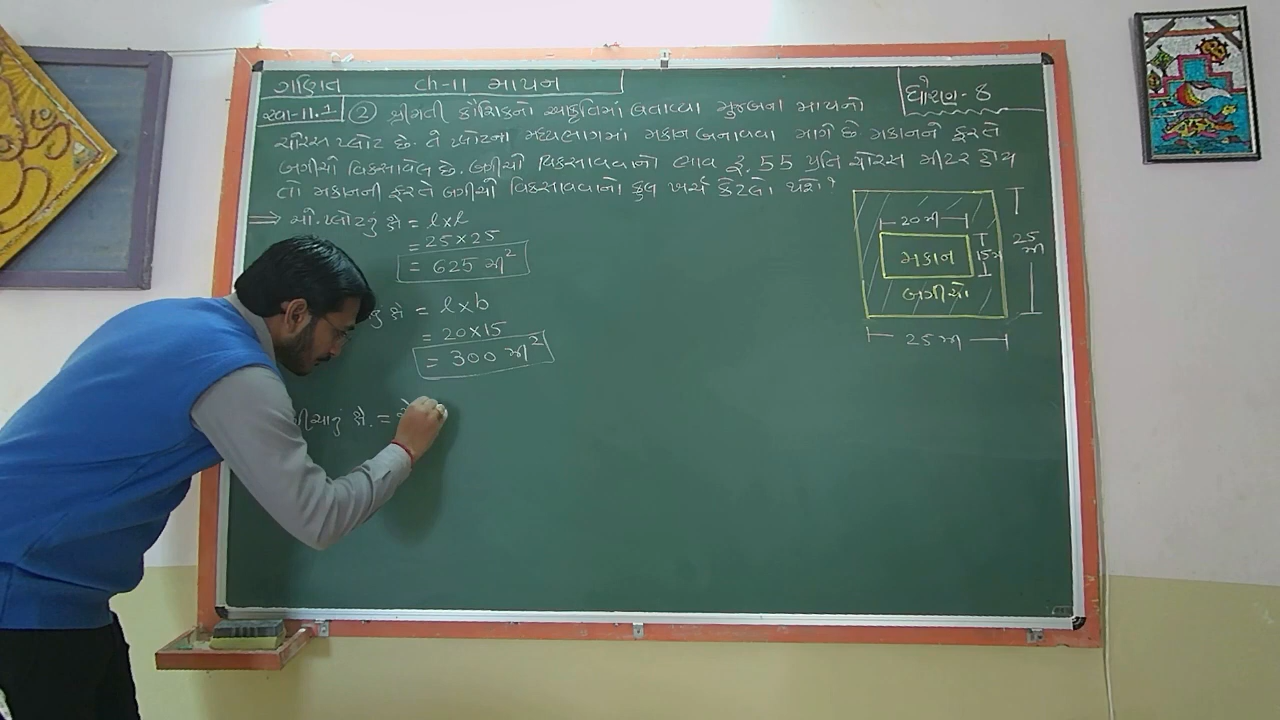 ગણિત ch-11 માપન ધોરણ-8
સ્વા-11.1 ② શ્રીમતી કૌશિકને આકૃતિમાં બતાવ્યા મુજબના માપનો
ચોરસ પ્લોટ છે. તે પ્લોટના મધ્યભાગમાં મકાન બનાવવા માગે છે મકાનની ફરતે
બગીચો વિકસાવેલ છે. બગીચો વિકસાવવાનો ભાવ રૂ. 55 પ્રતિ ચોરસ મીટર હોય
તો મકાનની ફરતે બગીચો વિકસાવવાનો કુલ ખર્ચ કેટલો થશે?
⇒ ચો. પ્લોટનું ક્ષે = l×l
= 25×25
= 625 મી²
નું ક્ષે = l×b
= 20×15
= 300 મી²
ગીચાનું ક્ષે. =
20 મી
મકાન
15 મી
બગીચો
25 મી
25 મી